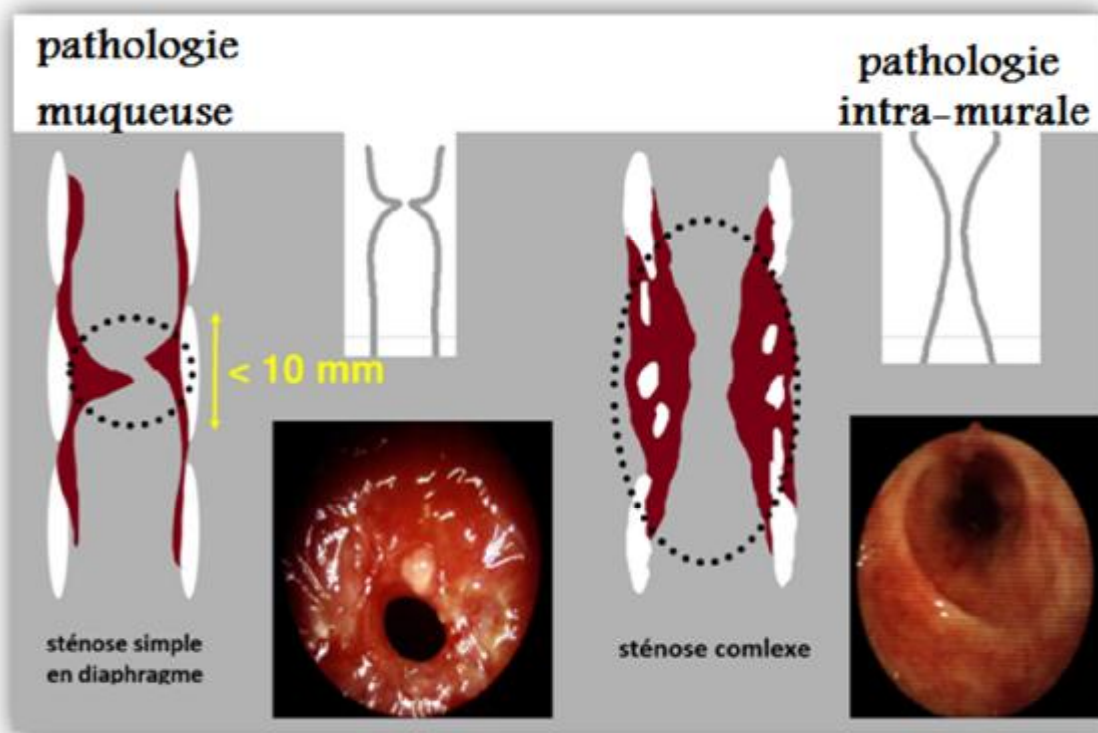 pathologie
muqueuse
pathologie
intra-murale
< 10 mm
sténose simple
en diaphragme
sténose comlexe